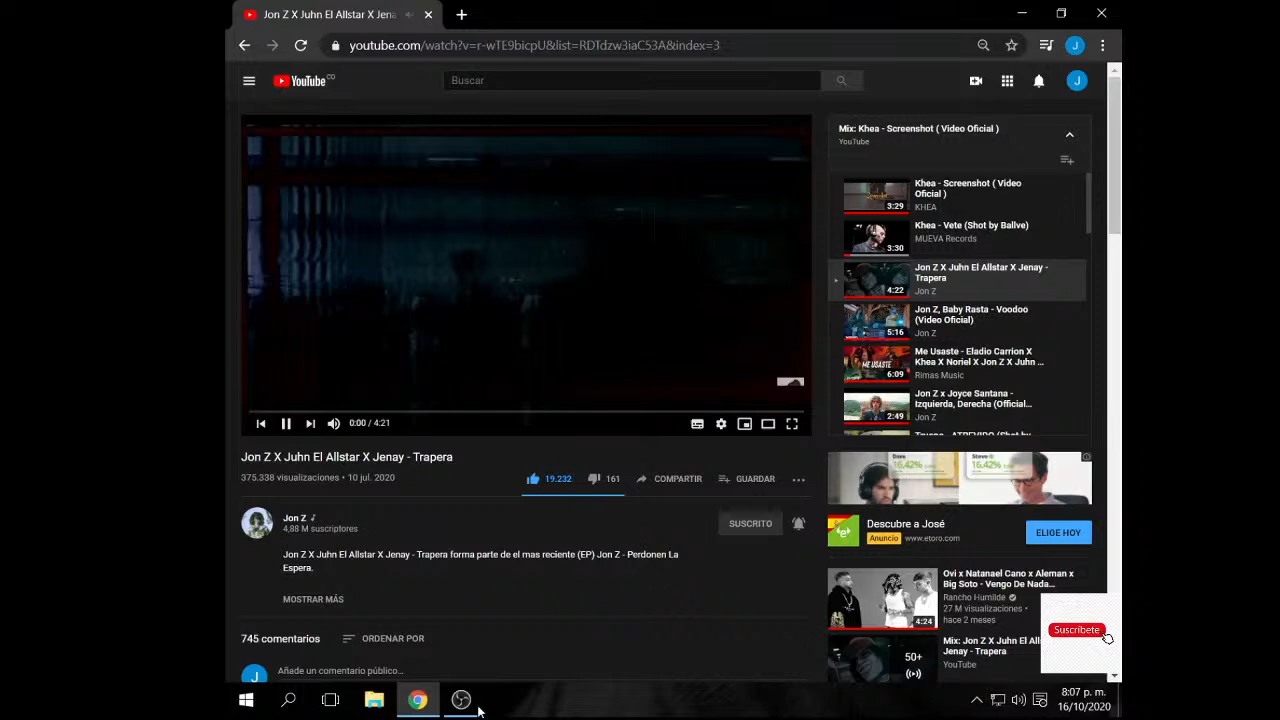 Jon Z X Juhn El Allstar X Jena
youtube.com/watch?v=r-wTE9bicpU&list=RDTdzw3iaC53A&index=3
J
YouTube CO
Buscar
J
Mix: Khea - Screenshot ( Video Oficial )
YouTube
Khea - Screenshot ( Video
Oficial )
KHEA
3:29
Khea - Vete (Shot by Ballve)
MUEVA Records
3:30
Jon Z X Juhn El Allstar X Jenay -
Trapera
Jon Z
4:22
Jon Z, Baby Rasta - Voodoo
(Video Oficial)
Jon Z
5:16
Me Usaste - Eladio Carrion X
Khea X Noriel X Jon Z X Juhn ...
Rimas Music
ME USASTE
6:09
Jon Z x Joyce Santana -
Izquierda, Derecha (Official...
Jon Z
2:49
0:00 / 4:21
Jon Z X Juhn El Allstar X Jenay - Trapera
375.338 visualizaciones • 10 jul. 2020
19.232
161
COMPARTIR
GUARDAR
Jon Z
4,88 M suscriptores
SUSCRITO
Jon Z X Juhn El Allstar X Jenay - Trapera forma parte de el mas reciente (EP) Jon Z - Perdonen La
Espera.
MOSTRAR MÁS
745 comentarios
ORDENAR POR
J
Añade un comentario público...
16,42%
16,42%
Descubre a José
Anuncio www.etoro.com
ELIGE HOY
Ovi x Natanael Cano x Aleman x
Big Soto - Vengo De Nada...
Rancho Humilde
27 M visualizaciones •
hace 2 meses
4:24
Mix: Jon Z X Juhn El All
Jenay - Trapera
YouTube
50+
Suscríbete
8:07 p. m.
16/10/2020